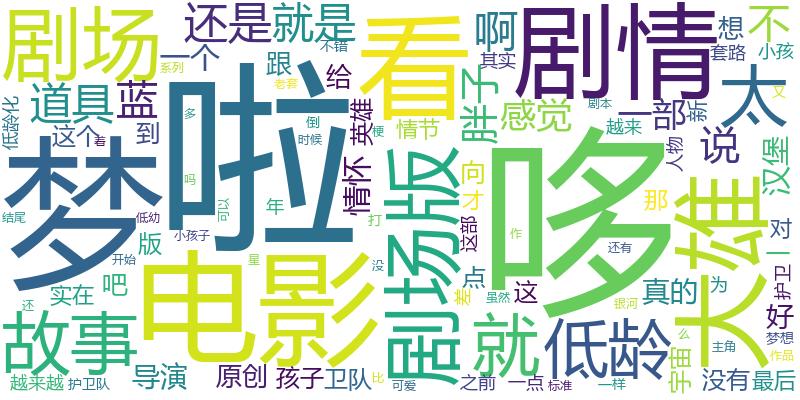 剧场
还是
就是
看
啊
剧情
想
不
一个
系列
不错
跟
其实
套路
小孩
低龄化
道具
蓝
给
老套
胖子
感觉
剧本
一部
新
太
又
这个
着
到
多
啦
倒
英雄
梗
情节
越来
说
时候
梦
吗
情怀
剧场版
向
才
哆
人物
汉堡
结尾
低幼
可以
年
打
这部
那
大雄
对
小孩子
版
开始
星
没
作
还有
一
电影
点
这
真的
为
护卫
吧
实在
还
差
虽然
银河
好
故事
就
低龄
么
梦想
宇宙
主角
作品
越来越
护卫队
导演
原创
孩子
卫队
比
可爱
之前
一点
标准
一样
没有
最后